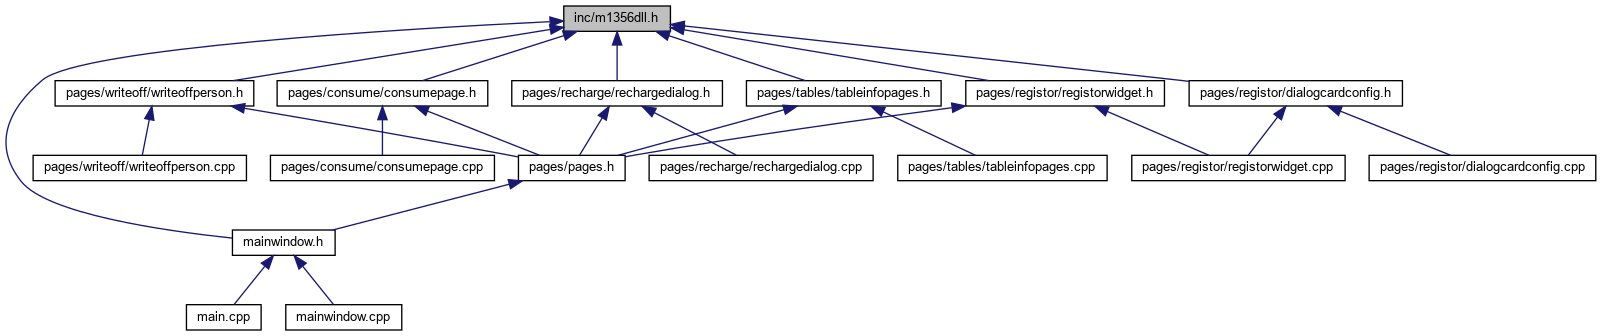 inc/m1356dll.h
pages/writeoff/writeoffperson.h
pages/consume/consumepage.h
pages/recharge/rechargedialog.h
pages/tables/tableinfopages.h
pages/registor/registorwidget.h
pages/registor/dialogcardconfig.h
pages/writeoff/writeoffperson.cpp
pages/consume/consumepage.cpp
pages/pages.h
pages/recharge/rechargedialog.cpp
pages/tables/tableinfopages.cpp
pages/registor/registorwidget.cpp
pages/registor/dialogcardconfig.cpp
mainwindow.h
main.cpp
mainwindow.cpp